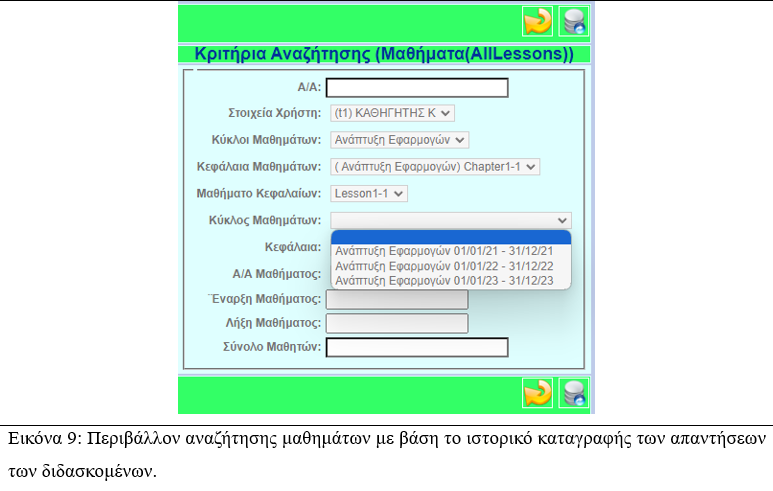 Κριτήρια Αναζήτησης (Μαθήματα(AllLessons))
Α/Α:
Στοιχεία Χρήστη: (t1) ΚΑΘΗΓΗΤΗΣ Κ
Κύκλοι Μαθημάτων: Ανάπτυξη Εφαρμογών
Κεφάλαια Μαθημάτων: ( Ανάπτυξη Εφαρμογών) Chapter1-1
Μαθήματο Κεφαλαίων: Lesson1-1
Κύκλος Μαθημάτων:
Κεφάλαια:
Ανάπτυξη Εφαρμογών 01/01/21 - 31/12/21
Ανάπτυξη Εφαρμογών 01/01/22 - 31/12/22
Ανάπτυξη Εφαρμογών 01/01/23 - 31/12/23
Α/Α Μαθήματος:
Έναρξη Μαθήματος:
Λήξη Μαθήματος:
Σύνολο Μαθητών:
Εικόνα 9: Περιβάλλον αναζήτησης μαθημάτων με βάση το ιστορικό καταγραφής των απαντήσεων
των διδασκομένων.